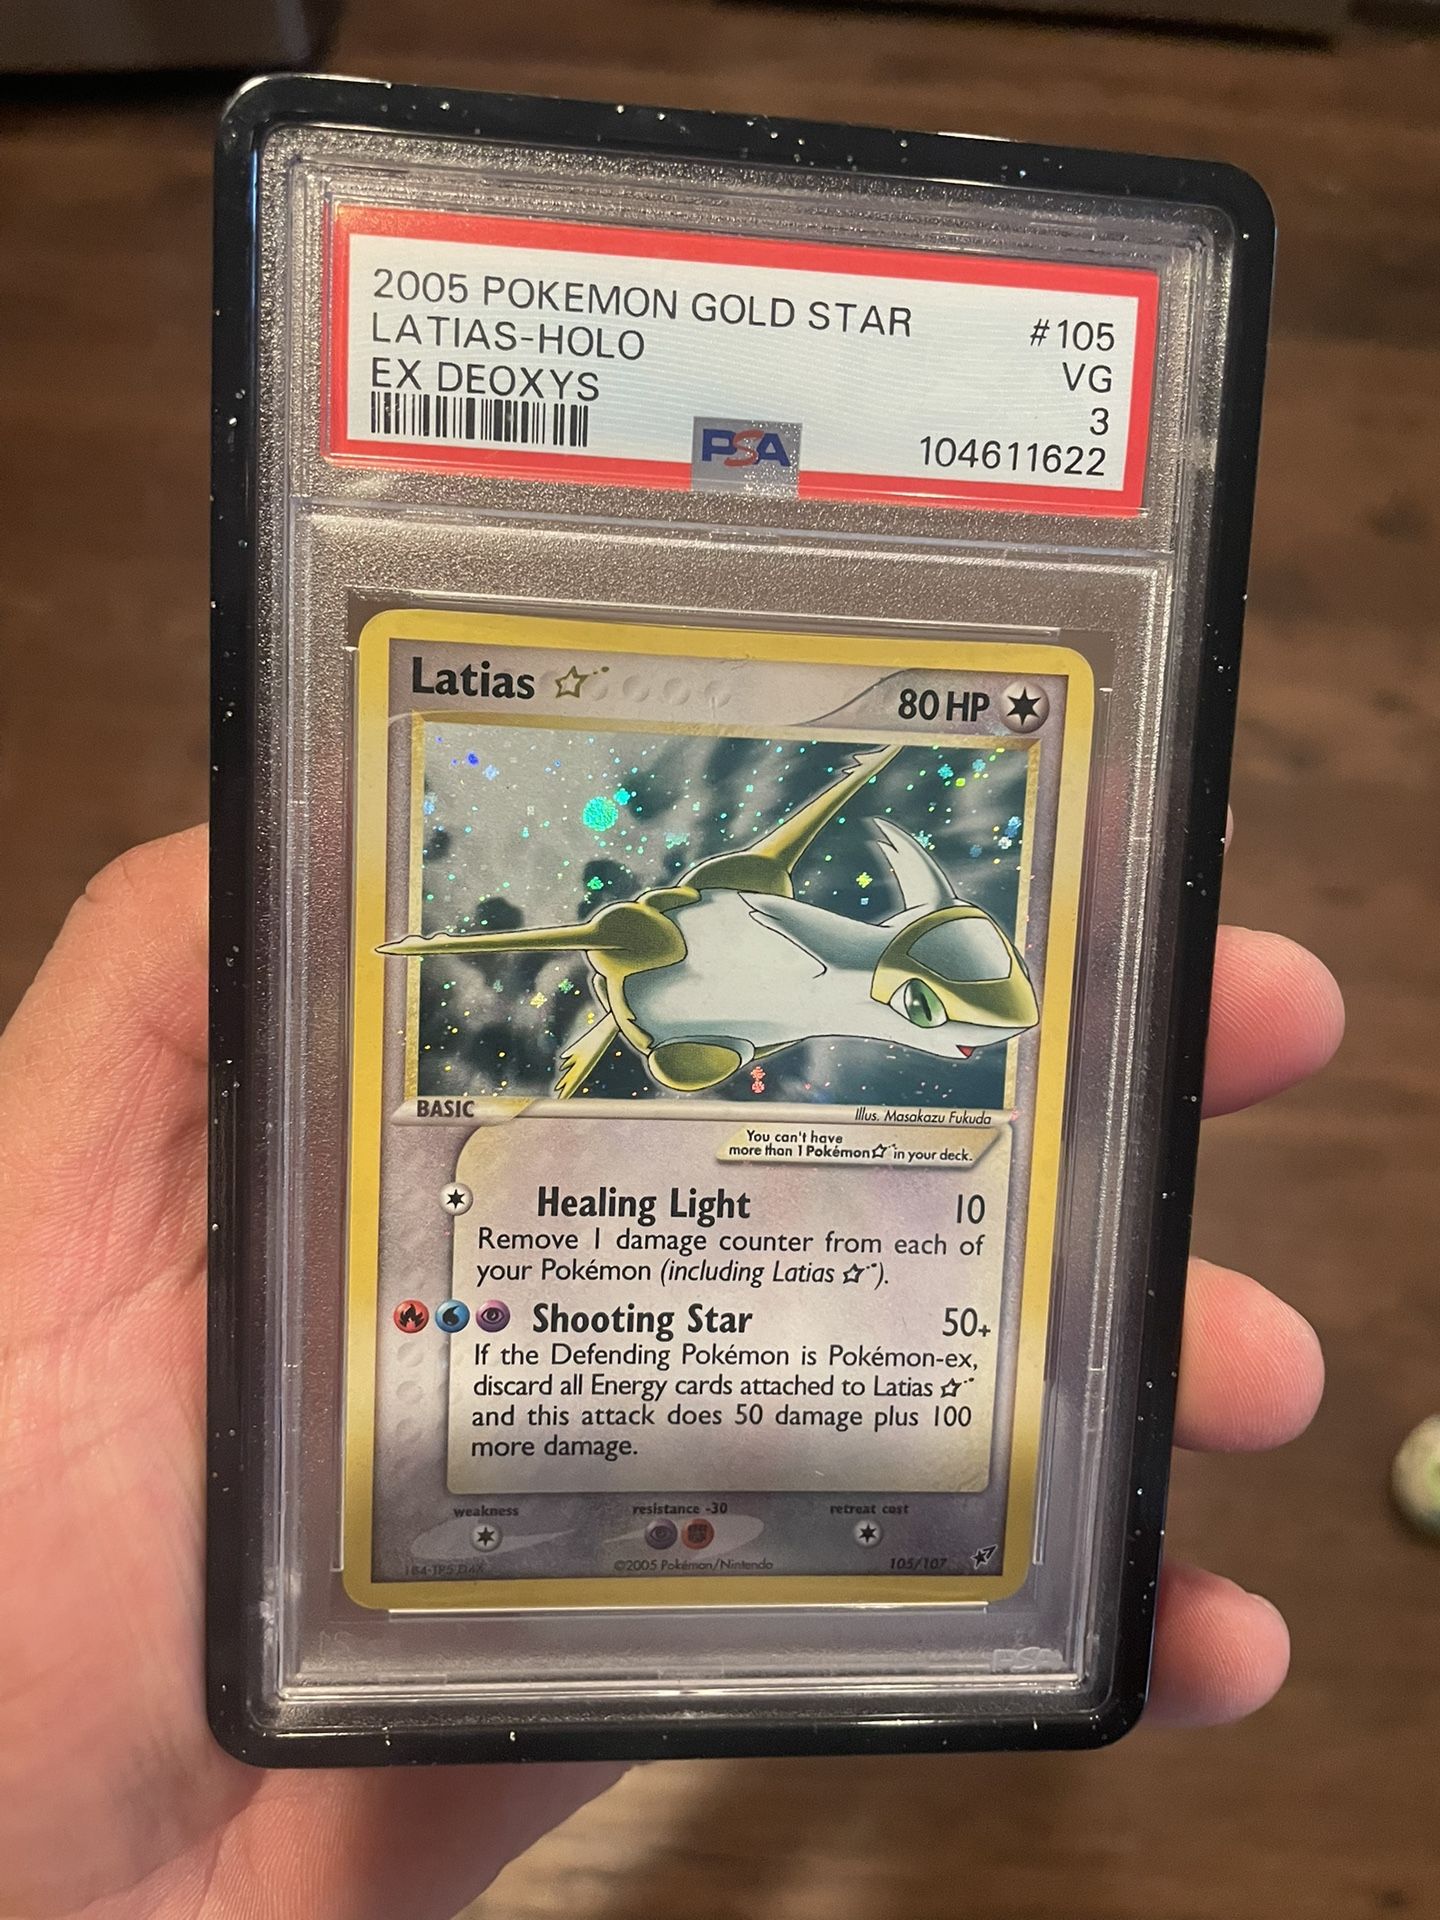 2005 POKEMON GOLD STAR #105
LATIAS-HOLO VG
EX DEOXYS 3
PSA 104611622
Latias ☆ 80 HP
BASIC
Illus. Masakazu Fukuda
You can't have
more than 1 Pokémon☆ in your deck.
Healing Light 10
Remove 1 damage counter from each of
your Pokémon (including Latias ☆).
Shooting Star 50+
If the Defending Pokémon is Pokémon-ex,
discard all Energy cards attached to Latias ☆
and this attack does 50 damage plus 100
more damage.
weakness resistance -30 retreat cost
©2005 Pokémon/Nintendo 105/107